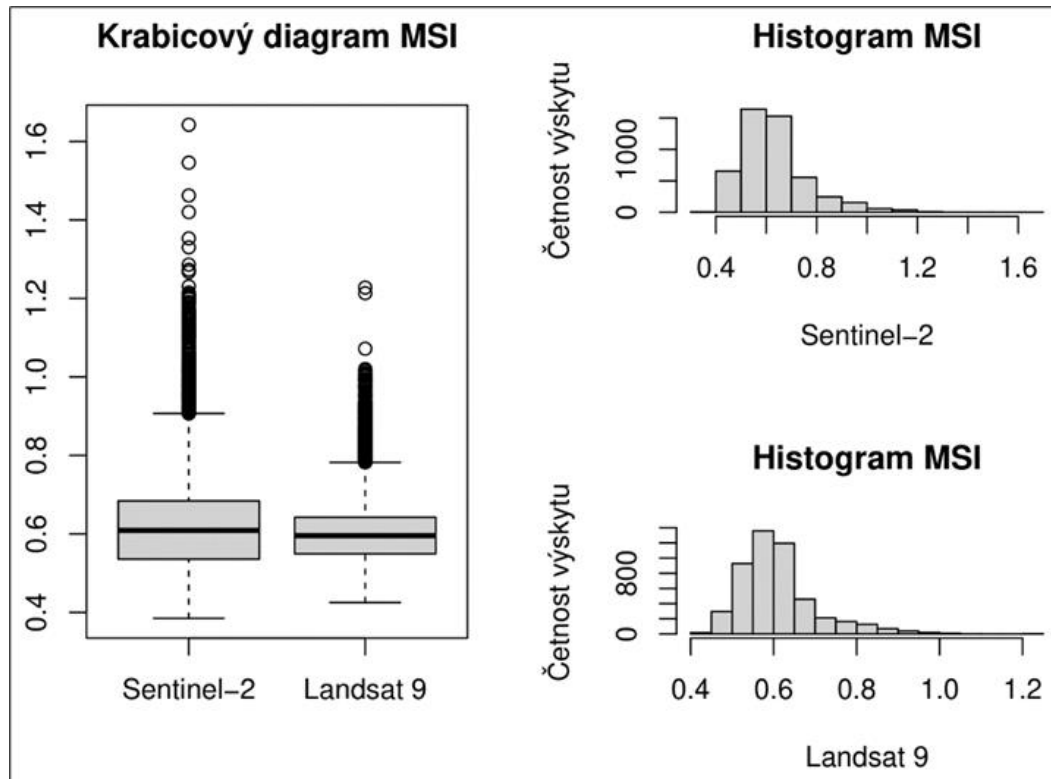 Krabicový diagram MSI
1.6
1.4
1.2
1.0
0.8
0.6
0.4
Sentinel−2
Landsat 9
Histogram MSI
Četnost výskytu
1000
0
0.4
0.8
1.2
1.6
Sentinel−2
Histogram MSI
Četnost výskytu
800
0
0.4
0.6
0.8
1.0
1.2
Landsat 9